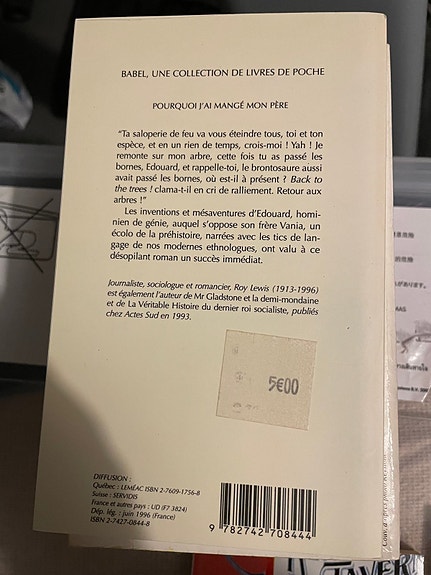 BABEL, UNE COLLECTION DE LIVRES DE POCHE
POURQUOI J'AI MANGÉ MON PÈRE
"Ta saloperie de feu va vous éteindre tous, toi et ton
espèce, et en un rien de temps, crois-moi ! Yah ! Je
remonte sur mon arbre, cette fois tu as passé les
bornes, Edouard, et rappelle-toi, le brontosaure aussi
avait passé les bornes, où est-il à présent ? Back to
the trees ! clama-t-il en cri de ralliement. Retour aux
arbres !"
Les inventions et mésaventures d'Edouard, homi-
nien de génie, auquel s'oppose son frère Vania, un
écolo de la préhistoire, narrées avec les tics de lan-
gage de nos modernes ethnologues, ont valu à ce
désopilant roman un succès immédiat.
Journaliste, sociologue et romancier, Roy Lewis (1913-1996)
est également l'auteur de Mr Gladstone et la demi-mondaine
et de La Véritable Histoire du dernier roi socialiste, publiés
chez Actes Sud en 1993.
5€00
DIFFUSION :
Québec : LEMÉAC ISBN 2-7609-1756-8
Suisse : SERVIDIS
France et autres pays : UD (F7 3824)
Dép. lég. : juin 1996 (France)
ISBN 2-7427-0844-8
9 782742 708444
TAVER